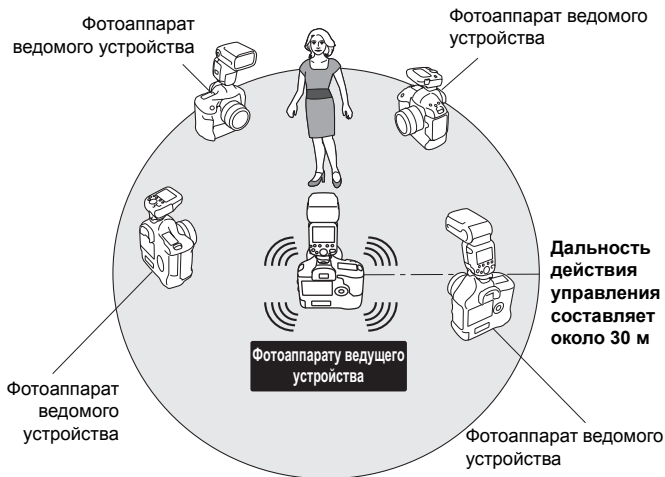 Фотоаппарат
ведомого устройства
Фотоаппарат ведомого
устройства
Дальность
действия
управления
составляет
около 30 м
Фотоаппарату ведущего
устройства
Фотоаппарат
ведомого
устройства
Фотоаппарат ведомого
устройства